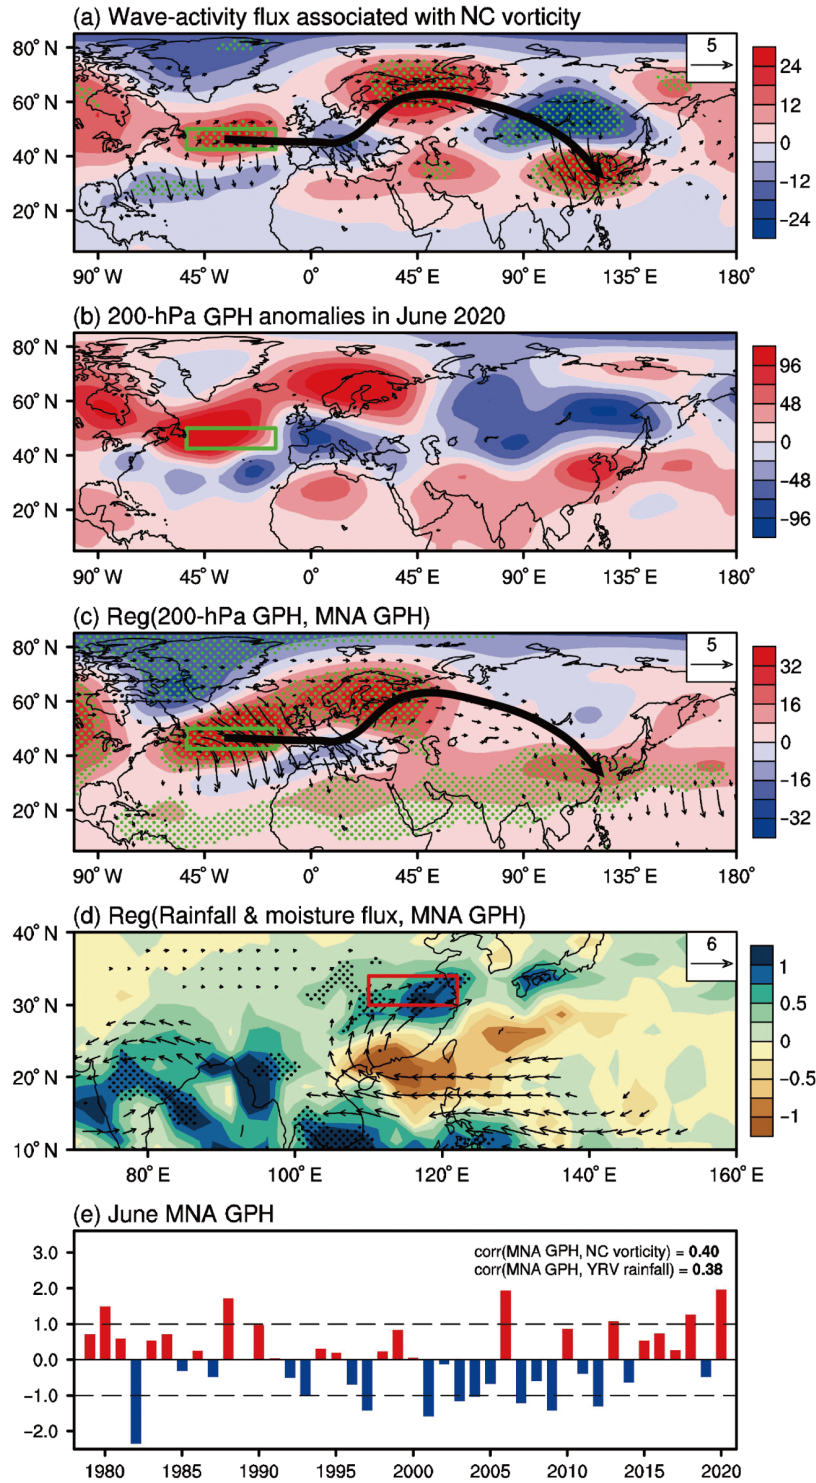 (a) Wave-activity flux associated with NC vorticity
5
80° N
60° N
40° N
20° N
24
12
0
−12
−24
90° W 45° W 0° 45° E 90° E 135° E 180°
(b) 200-hPa GPH anomalies in June 2020
80° N
60° N
40° N
20° N
96
48
0
−48
−96
90° W 45° W 0° 45° E 90° E 135° E 180°
(c) Reg(200-hPa GPH, MNA GPH)
5
80° N
60° N
40° N
20° N
32
16
0
−16
−32
90° W 45° W 0° 45° E 90° E 135° E 180°
(d) Reg(Rainfall & moisture flux, MNA GPH)
6
40° N
30° N
20° N
10° N
1
0.5
0
−0.5
−1
80° E 100° E 120° E 140° E 160° E
(e) June MNA GPH
corr(MNA GPH, NC vorticity) = 0.40
corr(MNA GPH, YRV rainfall) = 0.38
3.0
2.0
1.0
0.0
−1.0
−2.0
1980 1985 1990 1995 2000 2005 2010 2015 2020